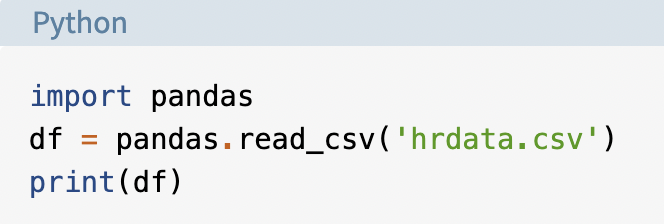 Python
import pandas
df = pandas.read_csv('hrdata.csv')
print(df)